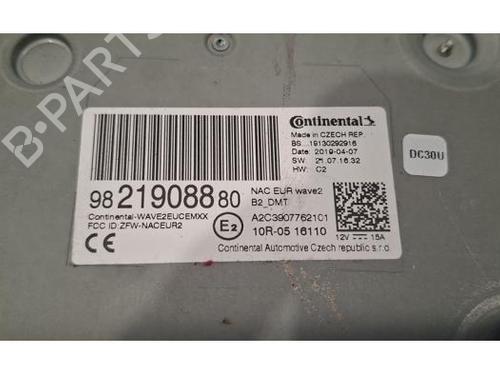 Continental
Made in CZECH REP.
BS...19130292916
Date: 2019-04-07
SW: 21.07.16.32
HW: C2
DC30U
98 219088 80
NAC EUR wave2
B2_DMT
Continental-WAVE2EUCEMXX
FCC ID:ZFW-NACEUR2
CE
E2
A2C3907762101
10R-05 16110
12V 15A
Continental Automotive Czech republic s.r.o.
B-PARTS